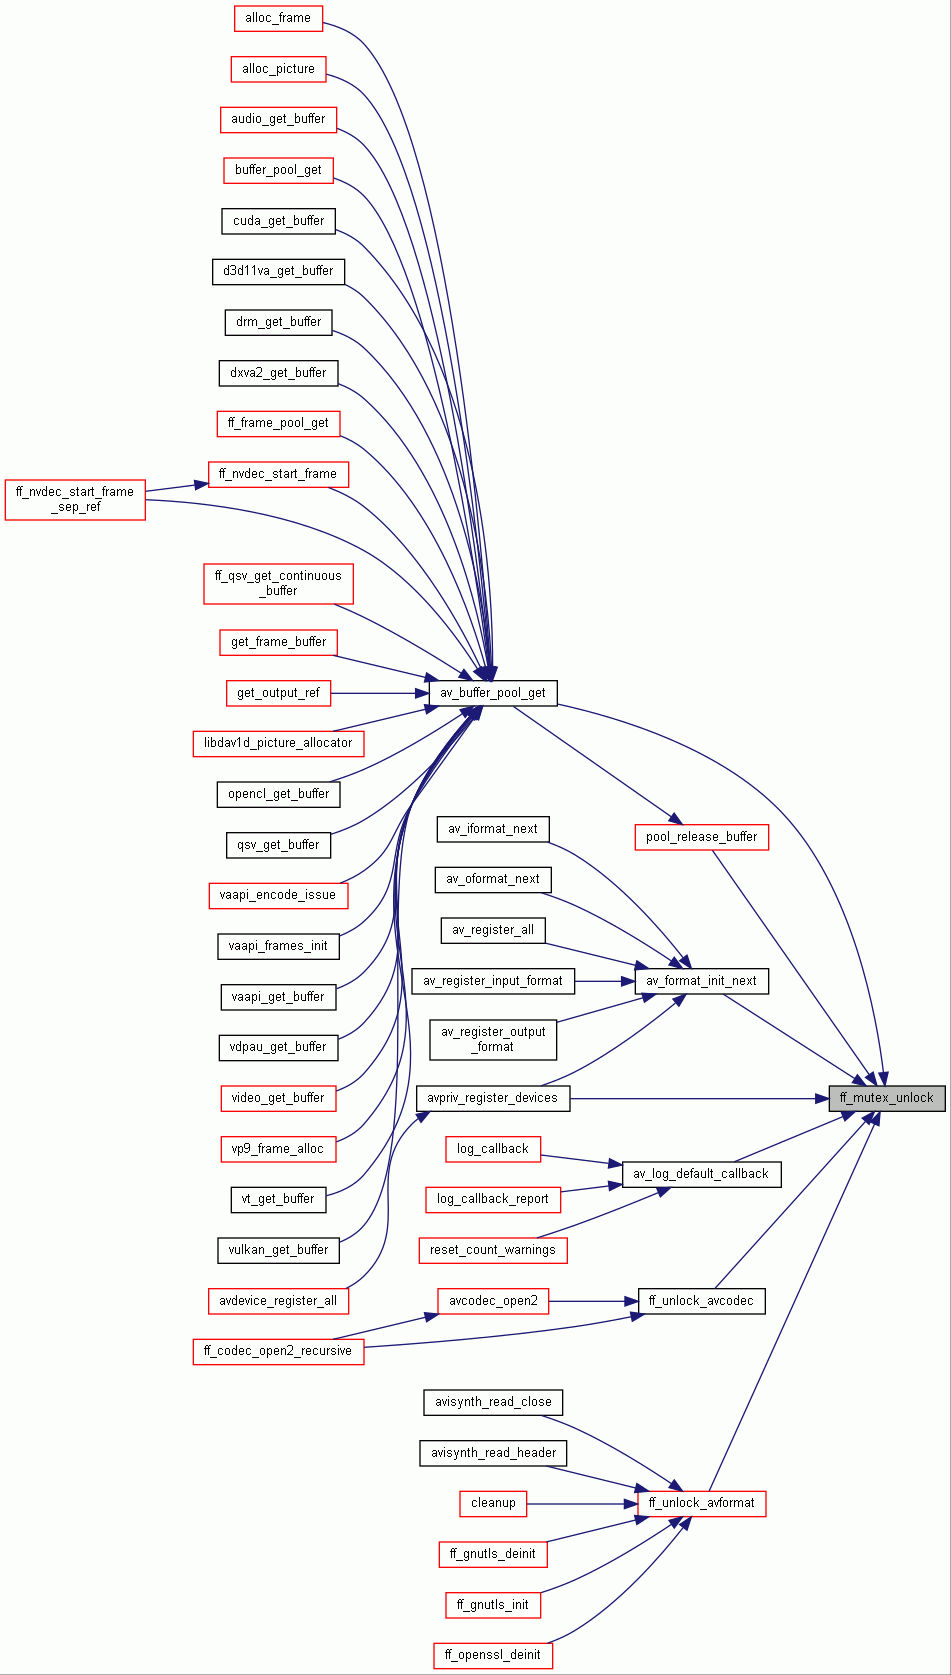 alloc_frame
alloc_picture
audio_get_buffer
buffer_pool_get
cuda_get_buffer
d3d11va_get_buffer
drm_get_buffer
dxva2_get_buffer
ff_frame_pool_get
ff_nvdec_start_frame
ff_nvdec_start_frame
_sep_ref
ff_qsv_get_continuous
_buffer
get_frame_buffer
get_output_ref
av_buffer_pool_get
libdav1d_picture_allocator
opencl_get_buffer
av_iformat_next
pool_release_buffer
qsv_get_buffer
av_oformat_next
vaapi_encode_issue
av_register_all
vaapi_frames_init
av_register_input_format
av_format_init_next
vaapi_get_buffer
av_register_output
_format
vdpau_get_buffer
video_get_buffer
avpriv_register_devices
ff_mutex_unlock
vp9_frame_alloc
log_callback
av_log_default_callback
vt_get_buffer
log_callback_report
vulkan_get_buffer
reset_count_warnings
avdevice_register_all
avcodec_open2
ff_unlock_avcodec
ff_codec_open2_recursive
avisynth_read_close
avisynth_read_header
cleanup
ff_unlock_avformat
ff_gnutls_deinit
ff_gnutls_init
ff_openssl_deinit